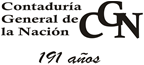 Contaduría
General de
la Nación
CGN
191 años